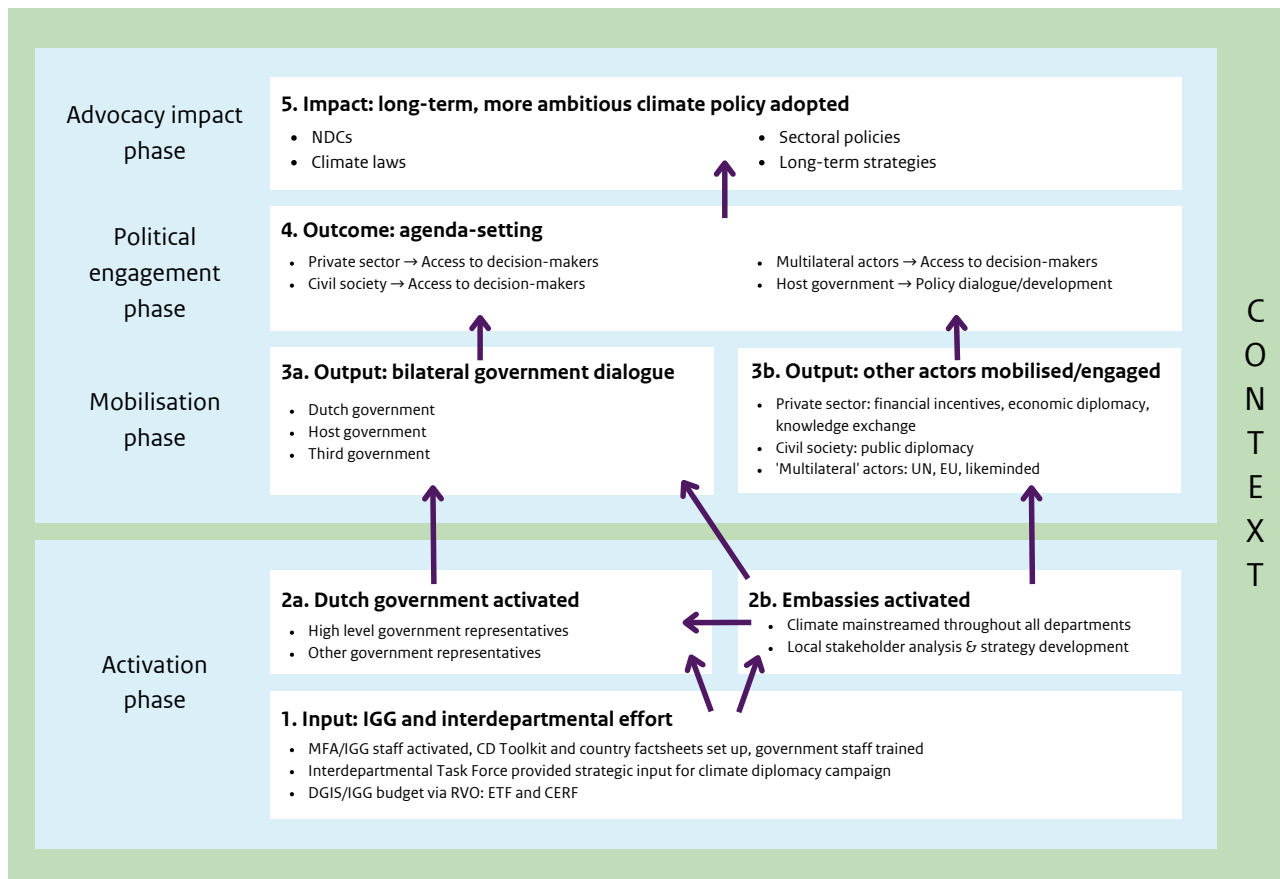 Advocacy impact
phase
5. Impact: long-term, more ambitious climate policy adopted
• NDCs
• Climate laws
• Sectoral policies
• Long-term strategies
Political
engagement
phase
4. Outcome: agenda-setting
• Private sector → Access to decision-makers
• Civil society → Access to decision-makers
• Multilateral actors → Access to decision-makers
• Host government → Policy dialogue/development
Mobilisation
phase
3a. Output: bilateral government dialogue
• Dutch government
• Host government
• Third government
3b. Output: other actors mobilised/engaged
• Private sector: financial incentives, economic diplomacy,
knowledge exchange
• Civil society: public diplomacy
• 'Multilateral' actors: UN, EU, likeminded
Activation
phase
2a. Dutch government activated
• High level government representatives
• Other government representatives
2b. Embassies activated
• Climate mainstreamed throughout all departments
• Local stakeholder analysis & strategy development
1. Input: IGG and interdepartmental effort
• MFA/IGG staff activated, CD Toolkit and country factsheets set up, government staff trained
• Interdepartmental Task Force provided strategic input for climate diplomacy campaign
• DGIS/IGG budget via RVO: ETF and CERF
C
O
N
T
E
X
T